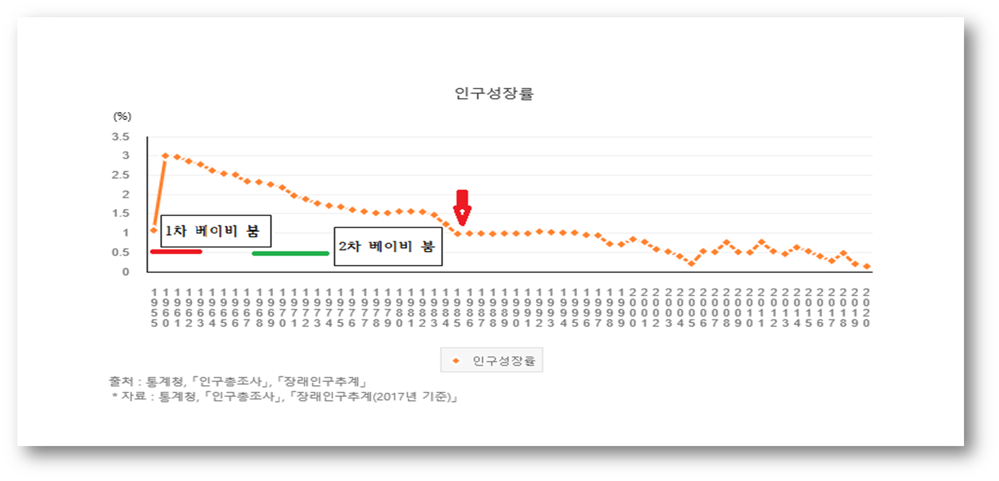 인구성장률
(%)
3.5
3
2.5
2
1.5
1
0.5
0
1차 베이비 붐
2차 베이비 붐
1955 1960 1961 1962 1963 1964 1965 1966 1967 1968 1969 1970 1971 1972 1973 1974 1975 1976 1977 1978 1979 1980 1981 1982 1983 1984 1985 1986 1987 1988 1989 1990 1991 1992 1993 1994 1995 1996 1997 1998 1999 2000 2001 2002 2003 2004 2005 2006 2007 2008 2009 2010 2011 2012 2013 2014 2015 2016 2017 2018 2019 2020
인구성장률
출처 : 통계청, 「인구총조사」, 「장래인구추계」
* 자료 : 통계청, 「인구총조사」, 「장래인구추계(2017년 기준)」